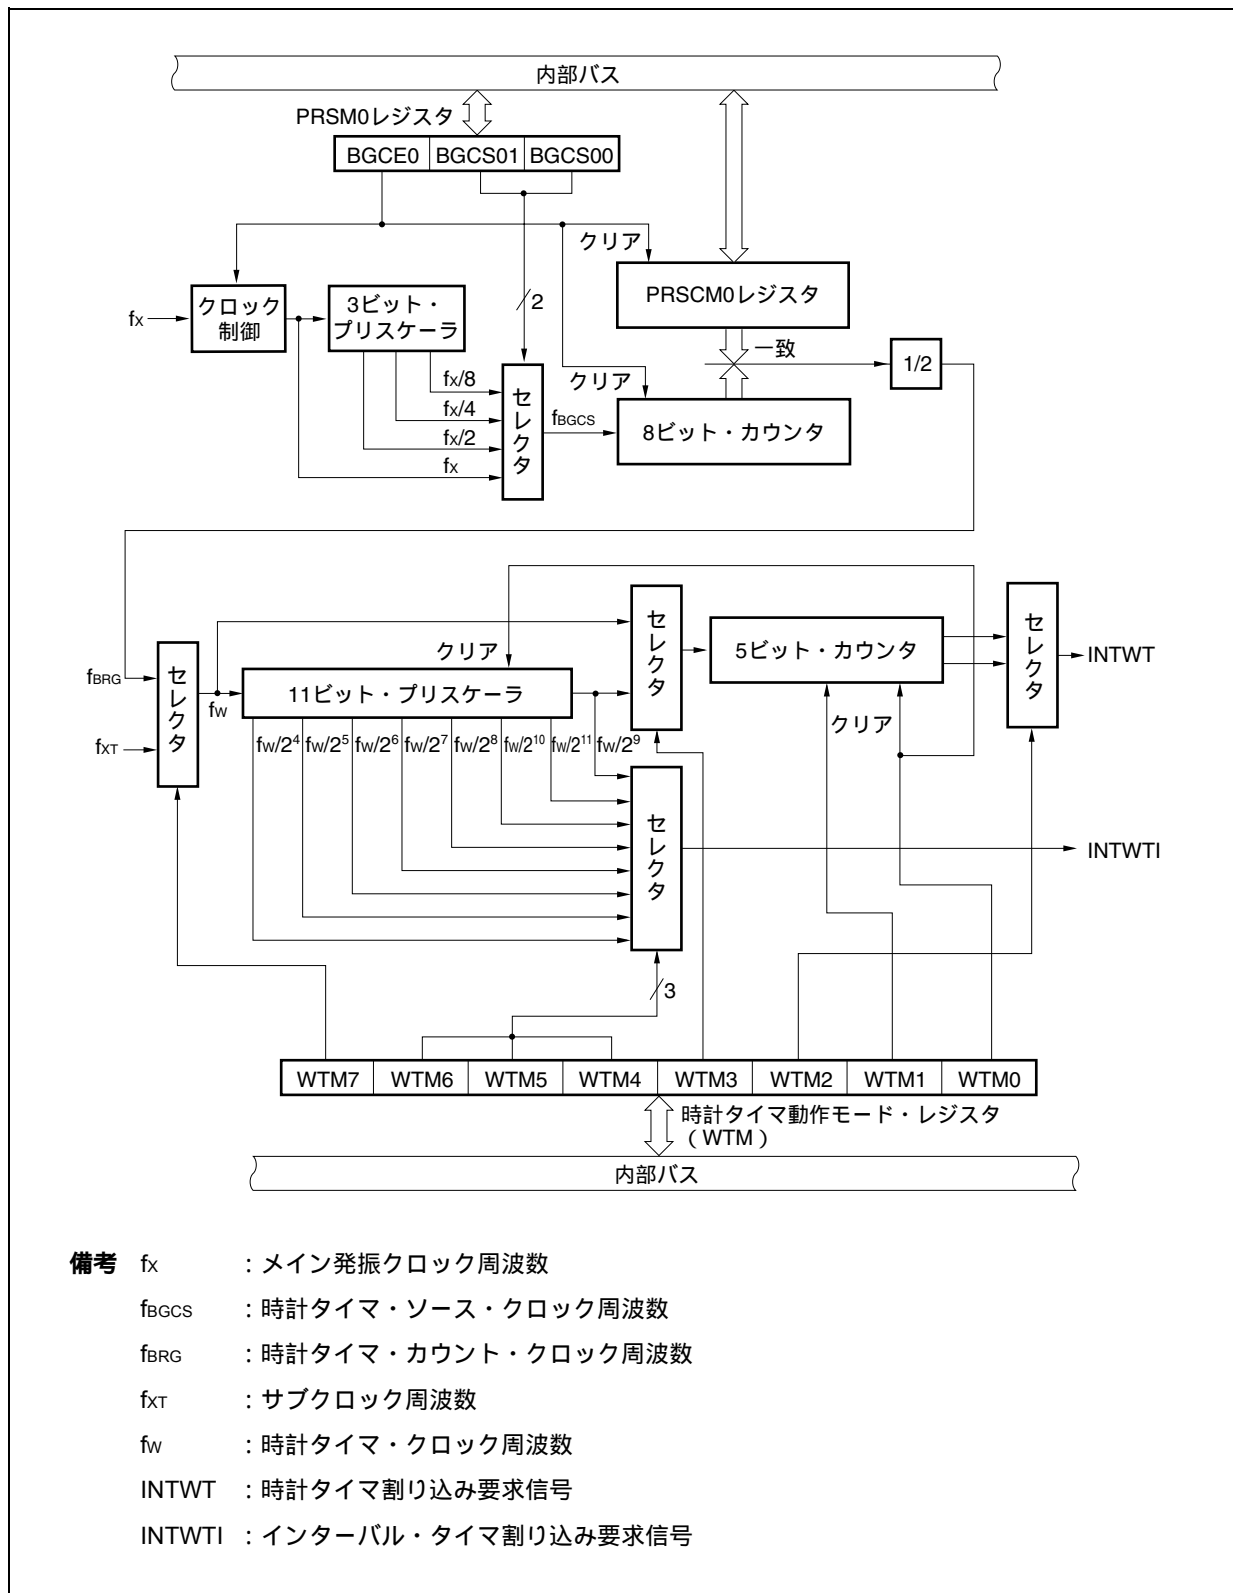 内部バス
PRSM0レジスタ
BGCE0 BGCS01 BGCS00
クリア
PRSCM0レジスタ
fX
クロック
制御
3ビット・
プリスケーラ
2
一致
1/2
fX/8
fX/4
fX/2
fX
セレクタ
fBGCS
クリア
8ビット・カウンタ
fBRG
fXT
セレクタ
fW
クリア
11ビット・プリスケーラ
fW/2⁴ fW/2⁵ fW/2⁶ fW/2⁷ fW/2⁸ fW/2¹⁰ fW/2¹¹ fW/2⁹
セレクタ
5ビット・カウンタ
クリア
セレクタ
INTWT
セレクタ
INTWTI
3
WTM7 WTM6 WTM5 WTM4 WTM3 WTM2 WTM1 WTM0
時計タイマ動作モード・レジスタ
(WTM)
内部バス
備考 fX :メイン発振クロック周波数
fBGCS :時計タイマ・ソース・クロック周波数
fBRG :時計タイマ・カウント・クロック周波数
fXT :サブクロック周波数
fW :時計タイマ・クロック周波数
INTWT :時計タイマ割り込み要求信号
INTWTI :インターバル・タイマ割り込み要求信号